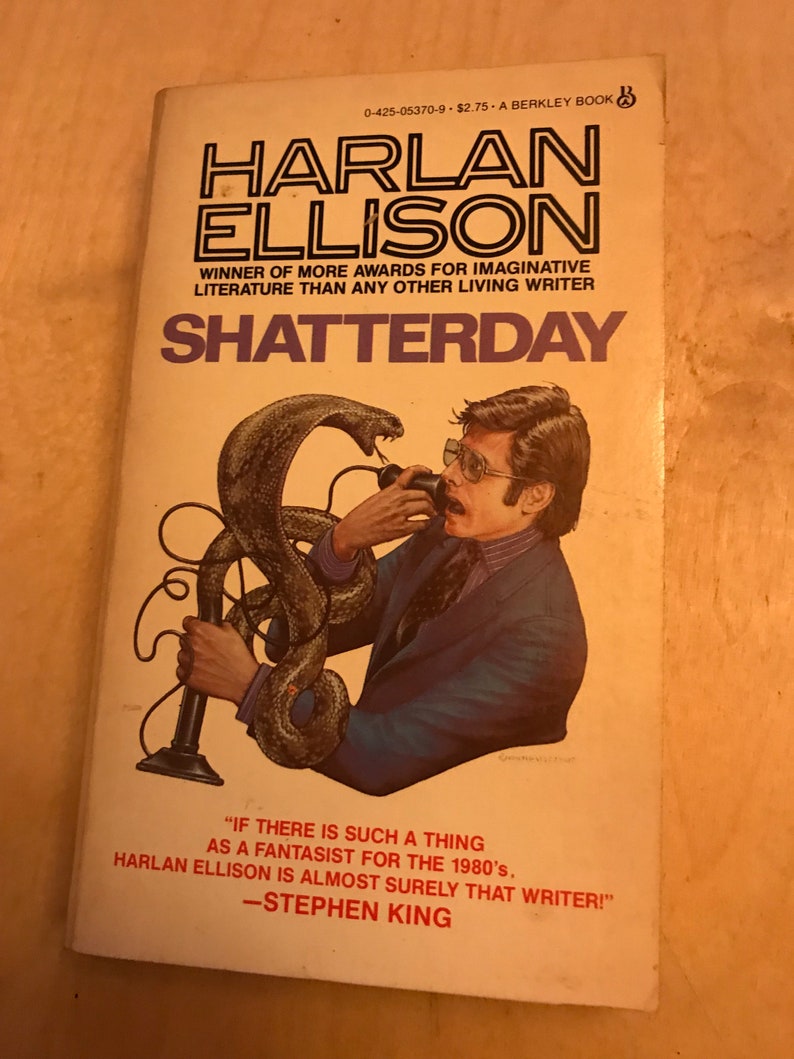 0-425-05370-9 • $2.75 • A BERKLEY BOOK
HARLAN
ELLISON
WINNER OF MORE AWARDS FOR IMAGINATIVE
LITERATURE THAN ANY OTHER LIVING WRITER
SHATTERDAY
"IF THERE IS SUCH A THING
AS A FANTASIST FOR THE 1980's,
HARLAN ELLISON IS ALMOST SURELY THAT WRITER!"
—STEPHEN KING